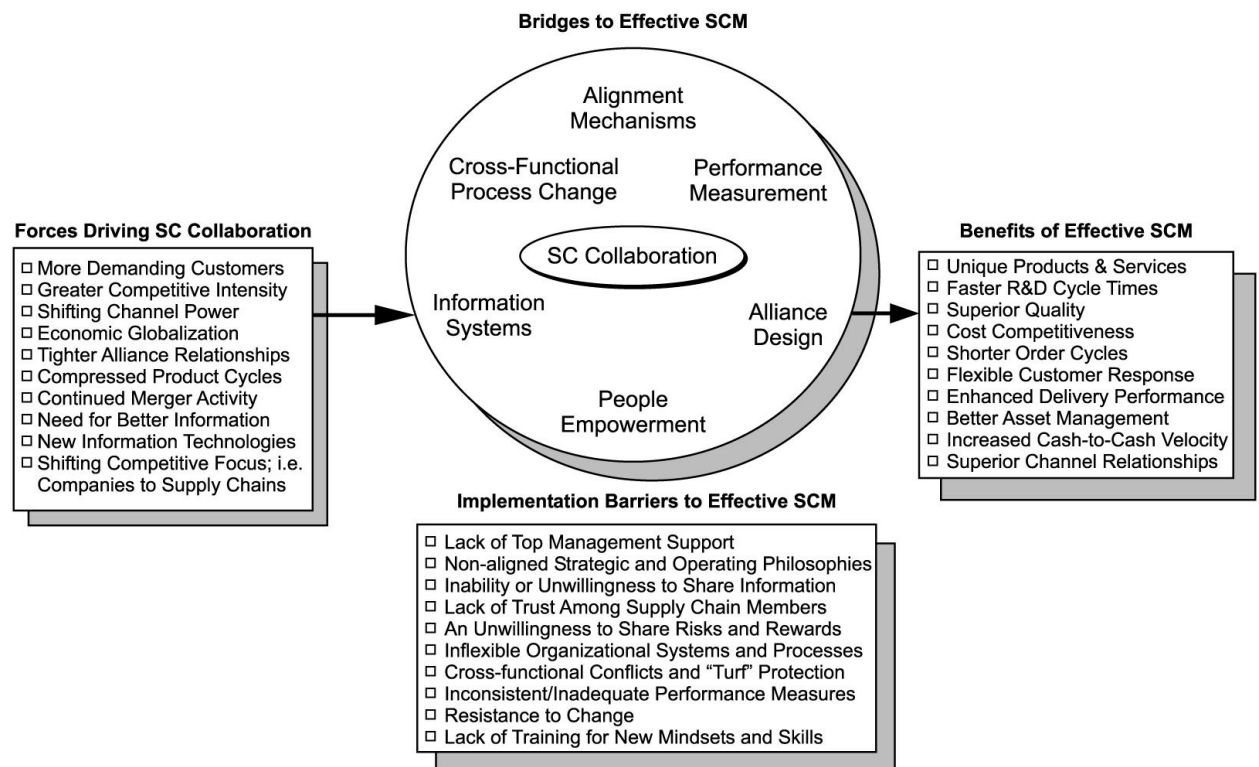 Bridges to Effective SCM
Alignment
Mechanisms
Cross-Functional
Process Change
Performance
Measurement
SC Collaboration
Information
Systems
Alliance
Design
People
Empowerment
Forces Driving SC Collaboration
□ More Demanding Customers
□ Greater Competitive Intensity
□ Shifting Channel Power
□ Economic Globalization
□ Tighter Alliance Relationships
□ Compressed Product Cycles
□ Continued Merger Activity
□ Need for Better Information
□ New Information Technologies
□ Shifting Competitive Focus; i.e.
Companies to Supply Chains
Benefits of Effective SCM
□ Unique Products & Services
□ Faster R&D Cycle Times
□ Superior Quality
□ Cost Competitiveness
□ Shorter Order Cycles
□ Flexible Customer Response
□ Enhanced Delivery Performance
□ Better Asset Management
□ Increased Cash-to-Cash Velocity
□ Superior Channel Relationships
Implementation Barriers to Effective SCM
□ Lack of Top Management Support
□ Non-aligned Strategic and Operating Philosophies
□ Inability or Unwillingness to Share Information
□ Lack of Trust Among Supply Chain Members
□ An Unwillingness to Share Risks and Rewards
□ Inflexible Organizational Systems and Processes
□ Cross-functional Conflicts and “Turf” Protection
□ Inconsistent/Inadequate Performance Measures
□ Resistance to Change
□ Lack of Training for New Mindsets and Skills